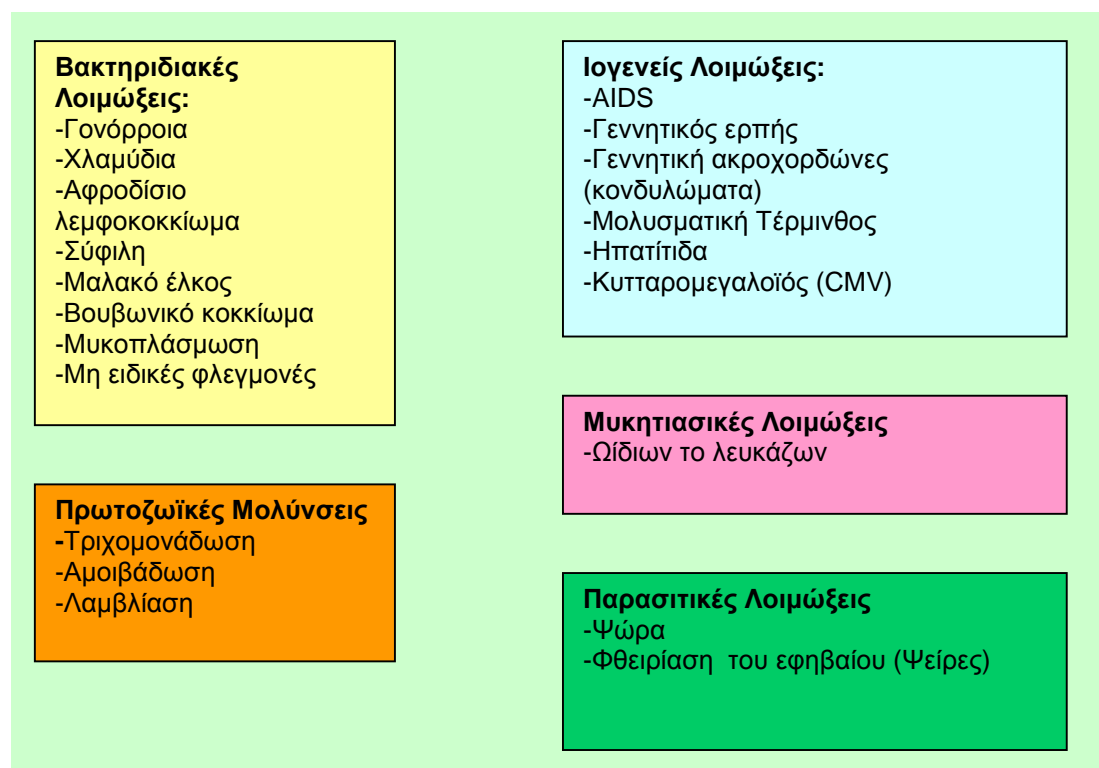 Βακτηριδιακές
Λοιμώξεις:
-Γονόρροια
-Χλαμύδια
-Αφροδίσιο
λεμφοκοκκίωμα
-Σύφιλη
-Μαλακό έλκος
-Βουβωνικό κοκκίωμα
-Μυκοπλάσμωση
-Μη ειδικές φλεγμονές
Πρωτοζωϊκές Μολύνσεις
-Τριχομονάδωση
-Αμοιβάδωση
-Λαμβλίαση
Ιογενείς Λοιμώξεις:
-AIDS
-Γεννητικός ερπής
-Γεννητική ακροχορδώνες
(κονδυλώματα)
-Μολυσματική Τέρμινθος
-Ηπατίτιδα
-Κυτταρομεγαλοϊός (CMV)
Μυκητιασικές Λοιμώξεις
-Ωίδιων το λευκάζων
Παρασιτικές Λοιμώξεις
-Ψώρα
-Φθειρίαση του εφηβαίου (Ψείρες)